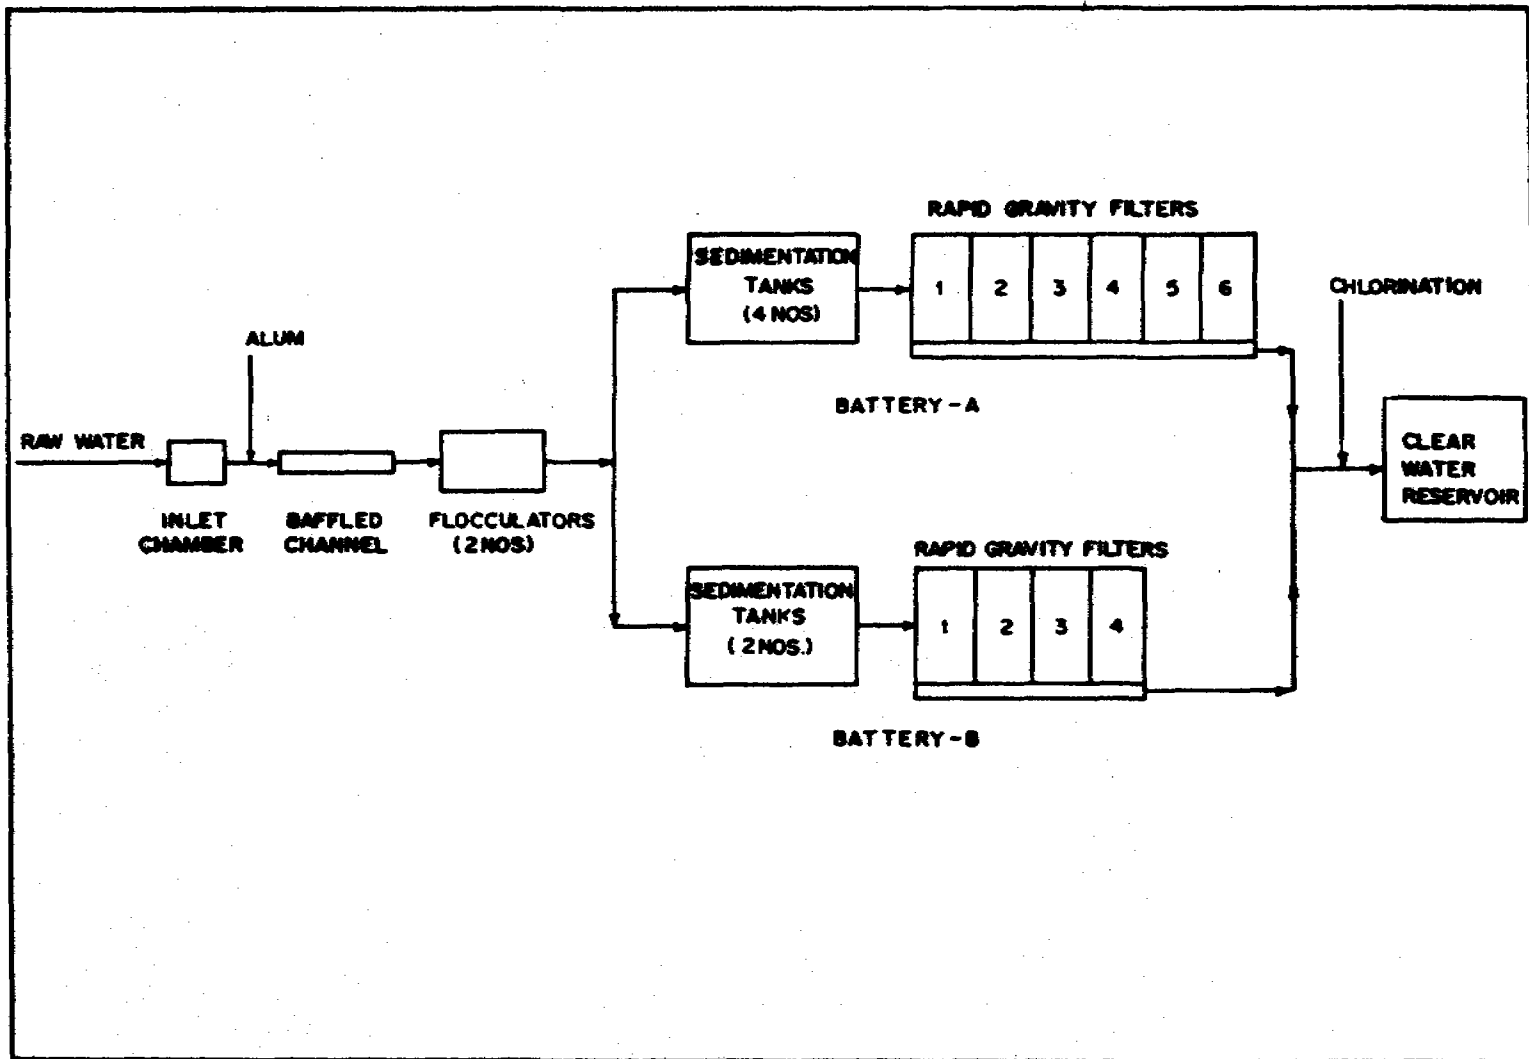 RAW WATER
INLET
CHAMBER
ALUM
BAFFLED
CHANNEL
FLOCCULATORS
(2 NOS)
SEDIMENTATION
TANKS
(4 NOS)
RAPID GRAVITY FILTERS
1 2 3 4 5 6
BATTERY-A
SEDIMENTATION
TANKS
(2 NOS.)
RAPID GRAVITY FILTERS
1 2 3 4
BATTERY-B
CHLORINATION
CLEAR
WATER
RESERVOIR